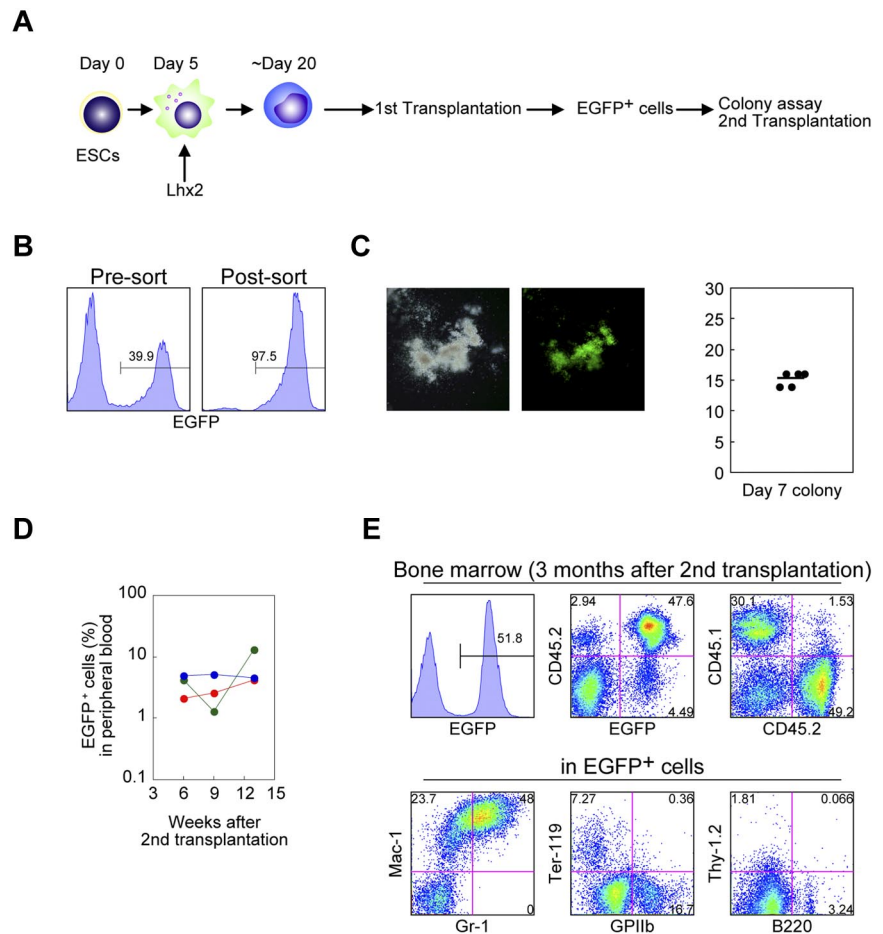 A
Day 0
Day 5
~Day 20
ESCs
Lhx2
1st Transplantation
EGFP+ cells
Colony assay
2nd Transplantation
B
Pre-sort
Post-sort
39.9
97.5
EGFP
C
30
25
20
15
10
5
0
Day 7 colony
D
EGFP+ cells (%)
in peripheral blood
100
10
1
0.1
3 6 9 12 15
Weeks after
2nd transplantation
E
Bone marrow (3 months after 2nd transplantation)
51.8
EGFP
CD45.2
2.94
47.6
4.49
EGFP
CD45.1
30.1
1.53
49.2
CD45.2
in EGFP+ cells
Mac-1
23.7
48
0
Gr-1
Ter-119
7.27
0.36
16.7
GPIIb
Thy-1.2
1.81
0.066
3.24
B220